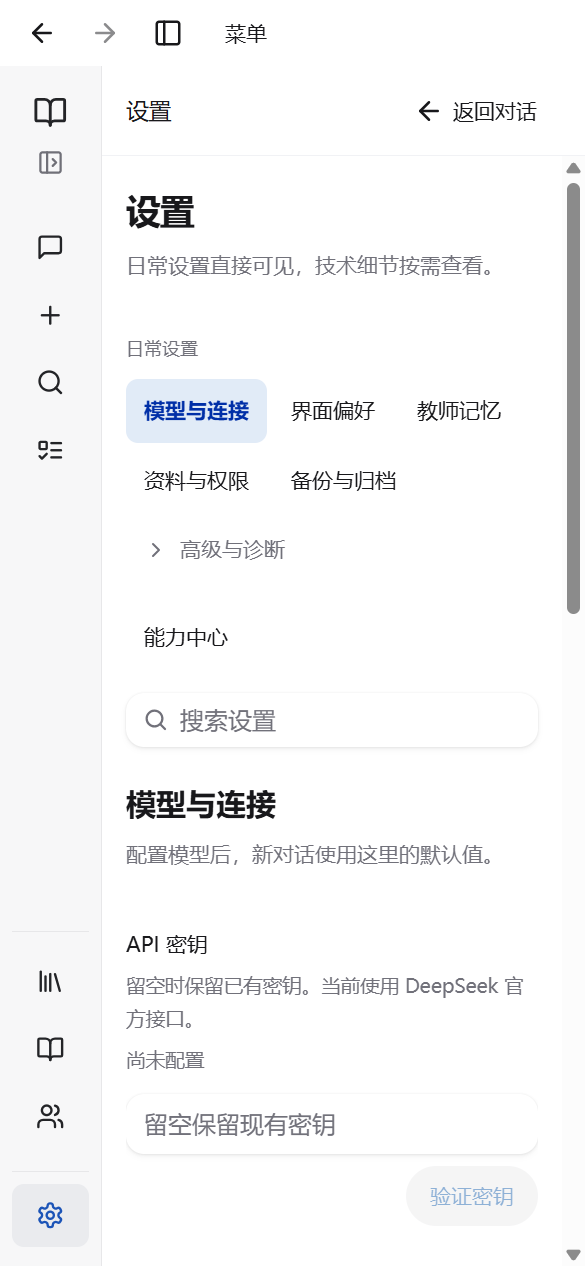 菜单
设置
返回对话
设置
日常设置直接可见，技术细节按需查看。
日常设置
模型与连接 界面偏好 教师记忆
资料与权限 备份与归档
高级与诊断
能力中心
搜索设置
模型与连接
配置模型后，新对话使用这里的默认值。
API 密钥
留空时保留已有密钥。当前使用 DeepSeek 官
方接口。
尚未配置
留空保留现有密钥
验证密钥